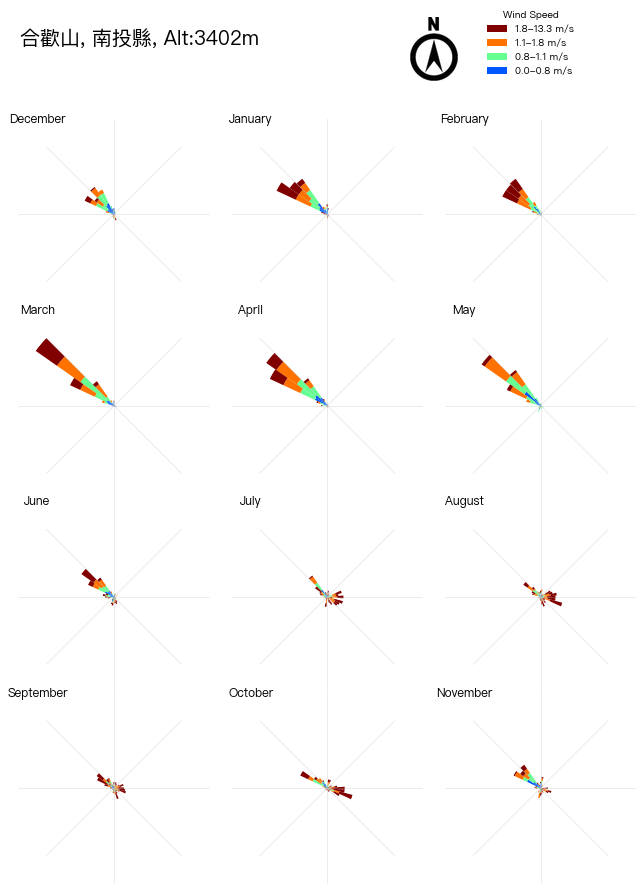 合歡山, 南投縣, Alt:3402m
N
Wind Speed
1.8–13.3 m/s
1.1–1.8 m/s
0.8–1.1 m/s
0.0–0.8 m/s
December
January
February
March
April
May
June
July
August
September
October
November